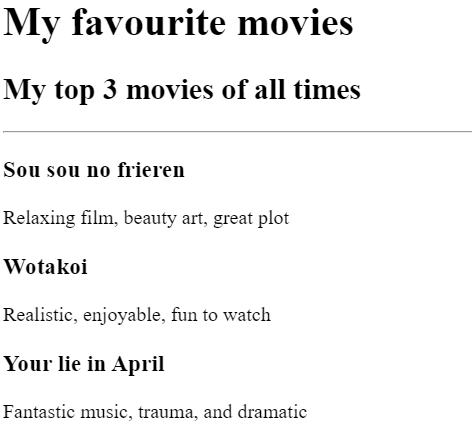 My favourite movies
My top 3 movies of all times
Sou sou no frieren
Relaxing film, beauty art, great plot
Wotakoi
Realistic, enjoyable, fun to watch
Your lie in April
Fantastic music, trauma, and dramatic